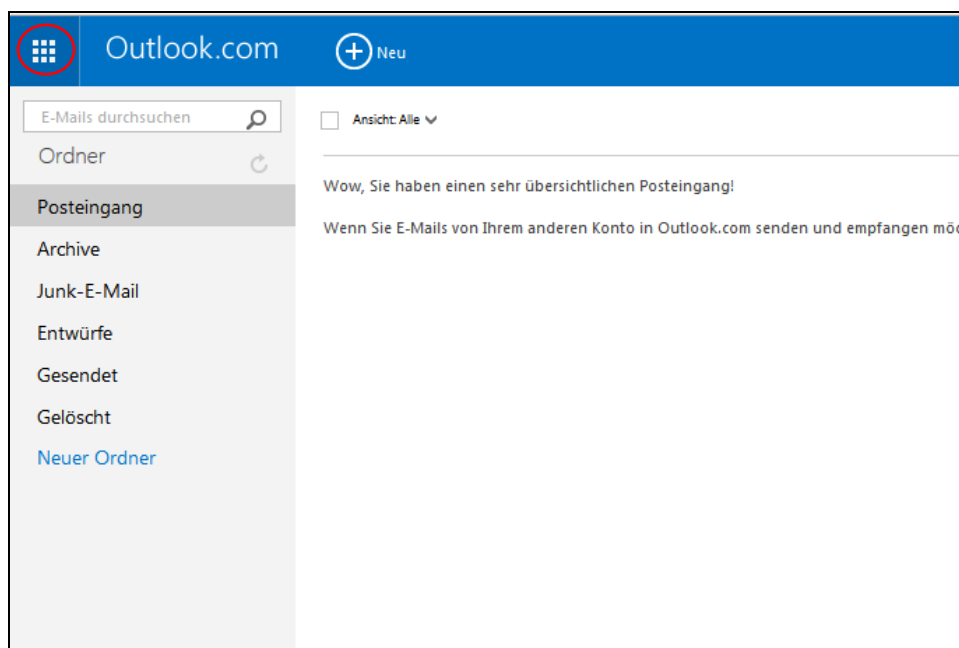 Outlook.com
Neu
E-Mails durchsuchen
Ordner
Posteingang
Archive
Junk-E-Mail
Entwürfe
Gesendet
Gelöscht
Neuer Ordner
Ansicht: Alle
Wow, Sie haben einen sehr übersichtlichen Posteingang!
Wenn Sie E-Mails von Ihrem anderen Konto in Outlook.com senden und empfangen